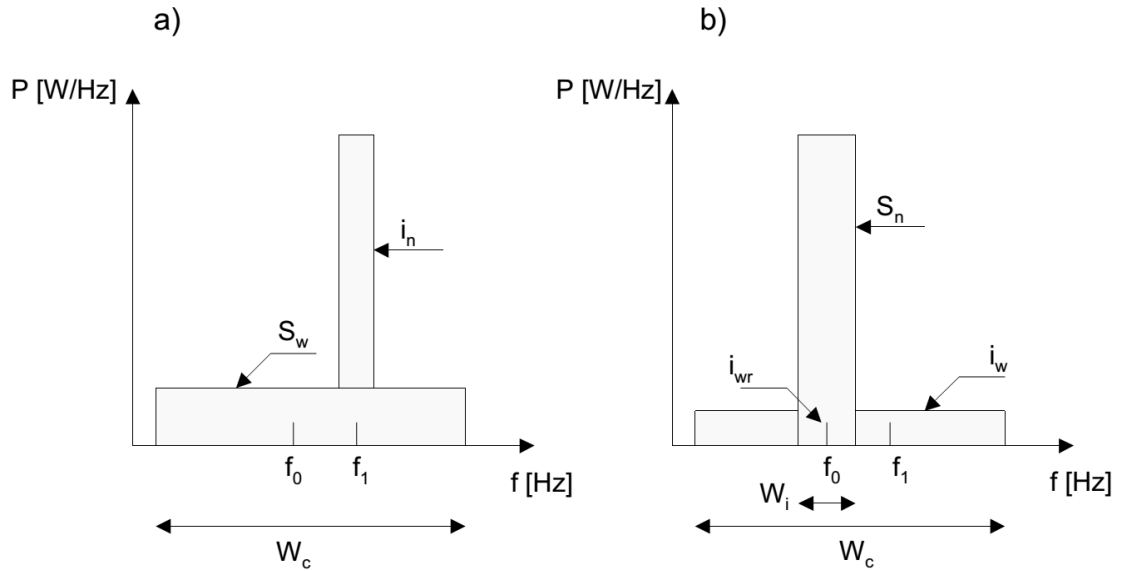 a)
P [W/Hz]
i_n
S_w
f_0
f_1
f [Hz]
W_c
b)
P [W/Hz]
S_n
i_wr
i_w
f_0
f_1
f [Hz]
W_i
W_c